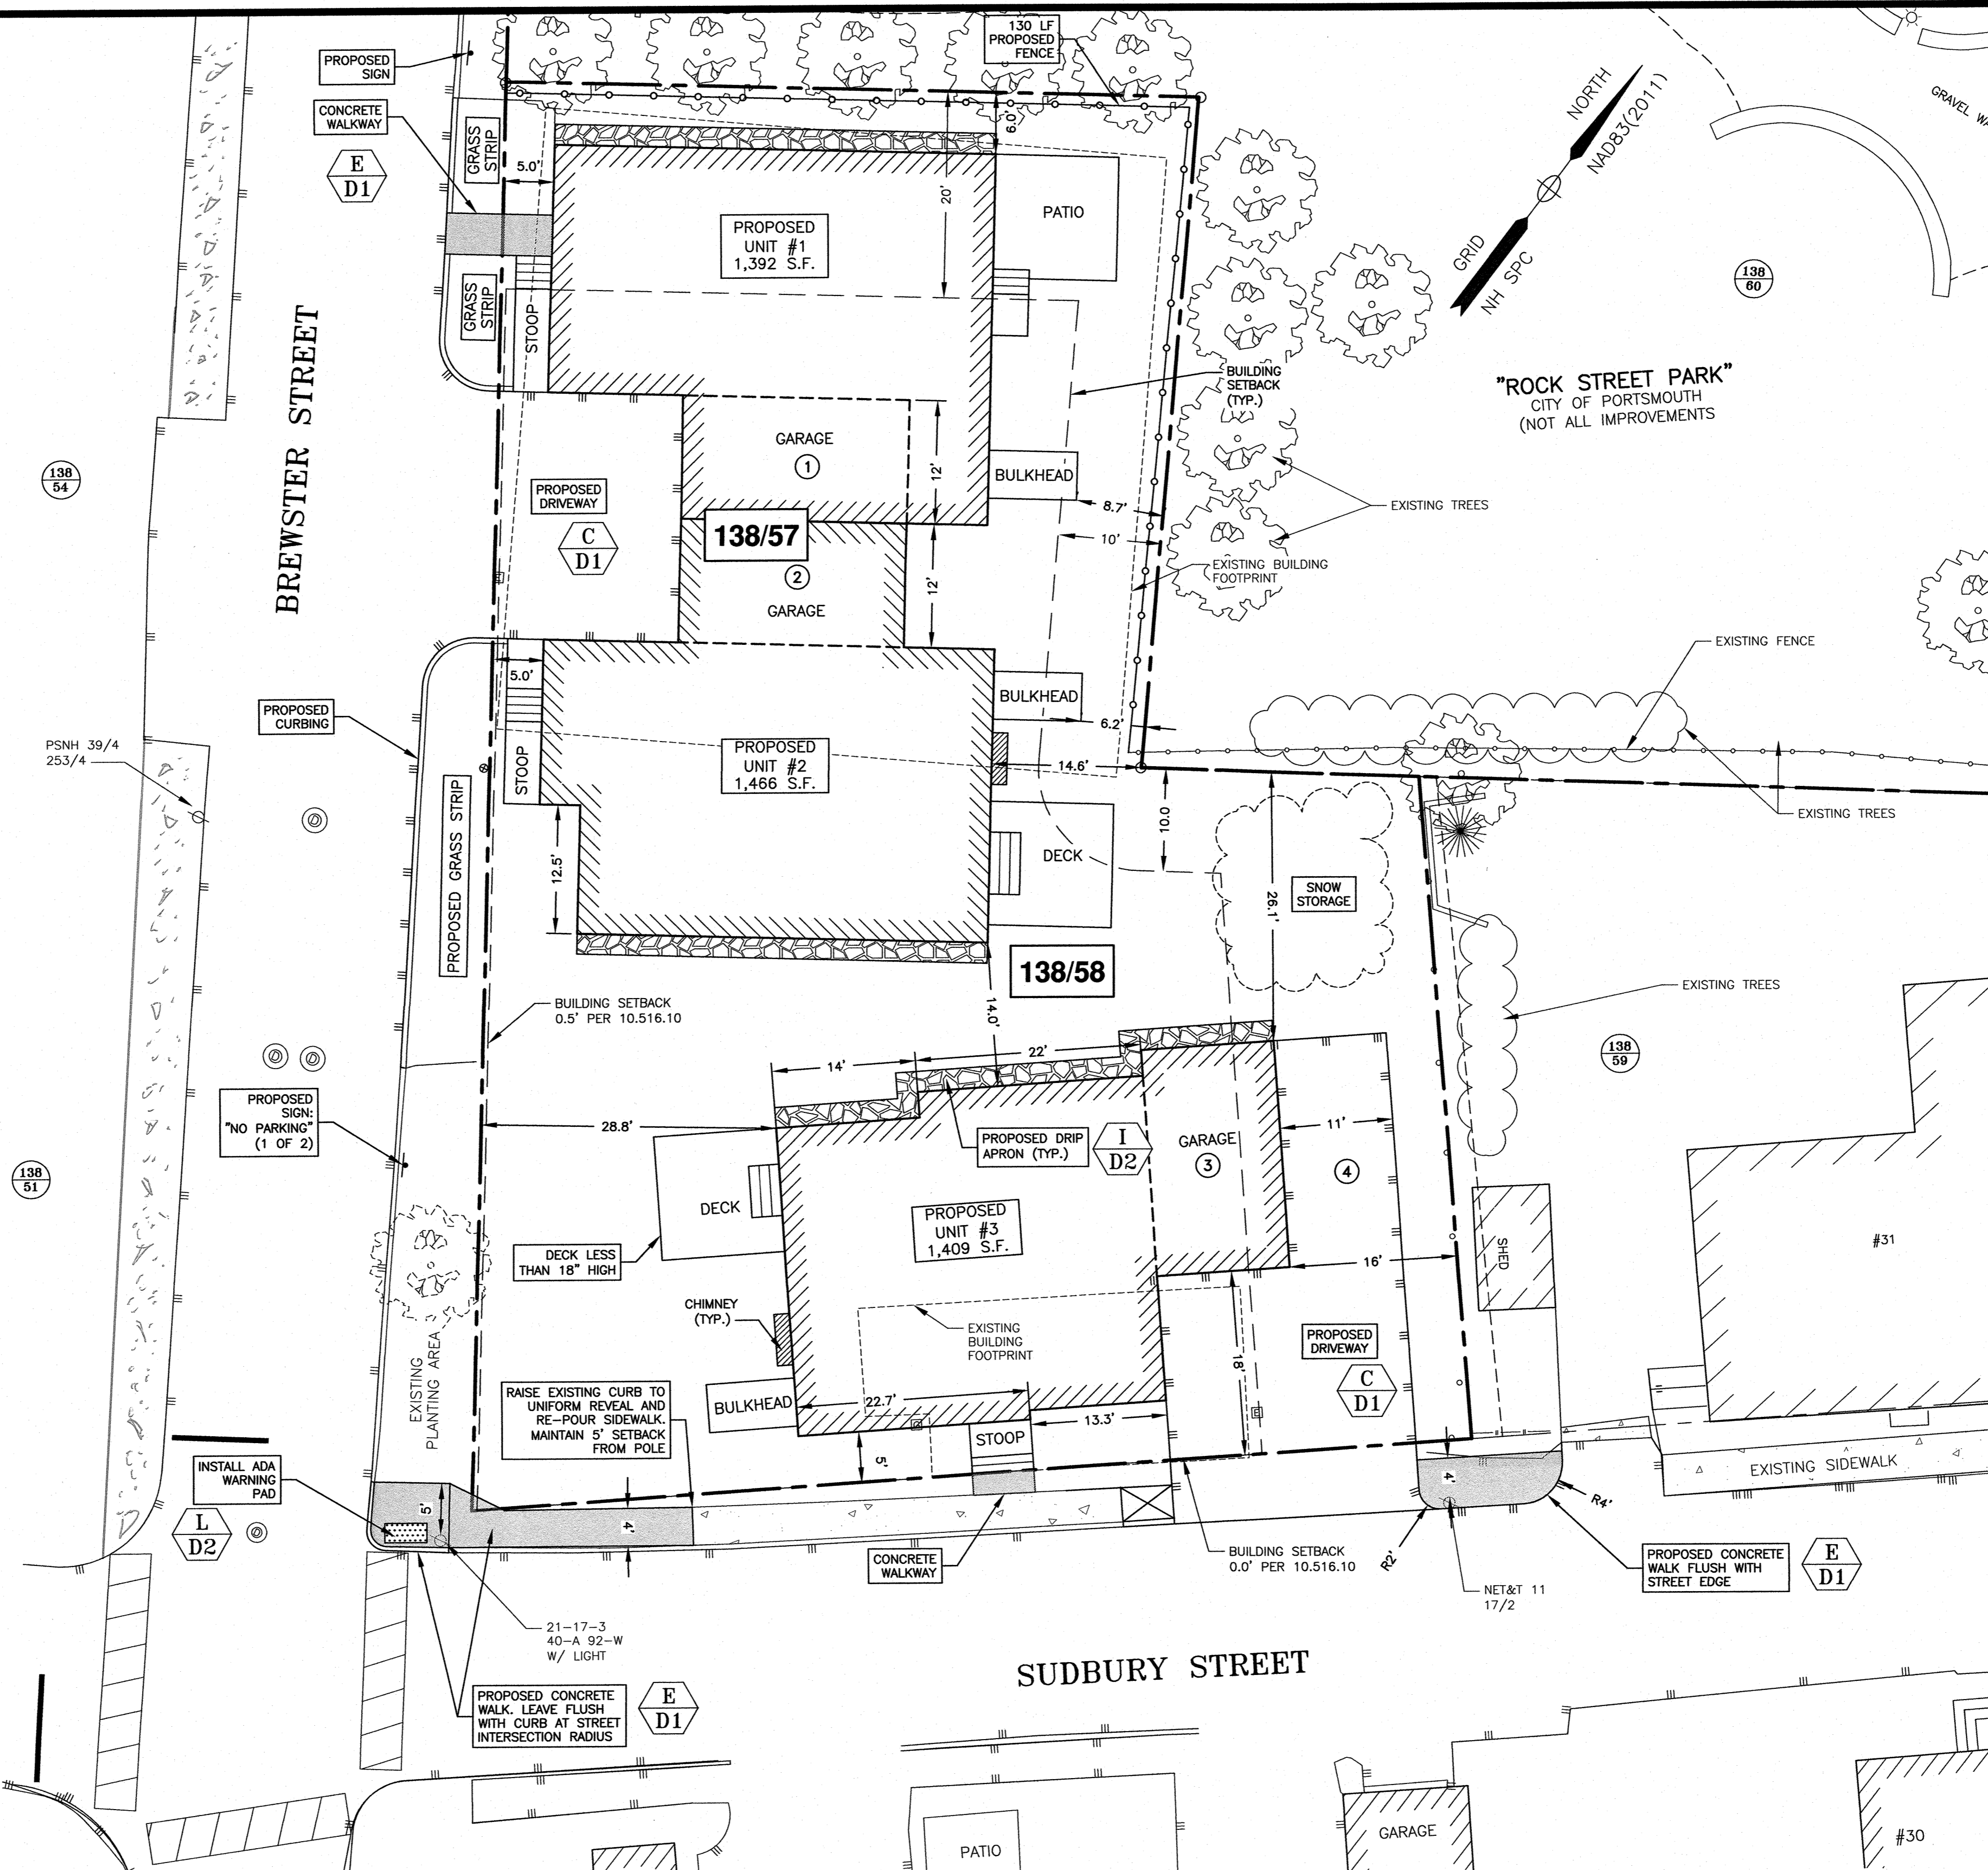 PROPOSED
SIGN
130 LF
PROPOSED
FENCE
CONCRETE
WALKWAY
E
D1
GRASS
STRIP
5.0'
6.0'
20'
PATIO
PROPOSED
UNIT #1
1,392 S.F.
GRASS
STRIP
STOOP
NORTH
NAD83(2011)
GRID
NH SPC
138
60
"ROCK STREET PARK"
CITY OF PORTSMOUTH
(NOT ALL IMPROVEMENTS
BREWSTER STREET
138
54
BUILDING
SETBACK
(TYP.)
GARAGE
1
12'
PROPOSED
DRIVEWAY
C
D1
138/57
2
GARAGE
12'
BULKHEAD
8.7'
10'
EXISTING TREES
EXISTING BUILDING
FOOTPRINT
EXISTING FENCE
PROPOSED
CURBING
5.0'
STOOP
PROPOSED
UNIT #2
1,466 S.F.
BULKHEAD
6.2'
14.6'
10.0
PSNH 39/4
253/4
EXISTING TREES
DECK
12.5'
PROPOSED GRASS STRIP
SNOW
STORAGE
26.1'
138/58
14.0'
BUILDING SETBACK
0.5' PER 10.516.10
EXISTING TREES
138
59
14'
22'
PROPOSED
SIGN:
"NO PARKING"
(1 OF 2)
28.8'
PROPOSED DRIP
APRON (TYP.)
I
D2
GARAGE
3
11'
4
138
51
DECK
PROPOSED
UNIT #3
1,409 S.F.
DECK LESS
THAN 18" HIGH
16'
SHED
#31
CHIMNEY
(TYP.)
EXISTING
BUILDING
FOOTPRINT
18'
PROPOSED
DRIVEWAY
C
D1
EXISTING
PLANTING AREA
RAISE EXISTING CURB TO
UNIFORM REVEAL AND
RE-POUR SIDEWALK.
MAINTAIN 5' SETBACK
FROM POLE
BULKHEAD
22.7'
13.3'
STOOP
5'
INSTALL ADA
WARNING
PAD
L
D2
5'
4'
4'
EXISTING SIDEWALK
R4'
R2'
CONCRETE
WALKWAY
BUILDING SETBACK
0.0' PER 10.516.10
NET&T 11
17/2
PROPOSED CONCRETE
WALK FLUSH WITH
STREET EDGE
E
D1
21-17-3
40-A 92-W
W/ LIGHT
SUDBURY STREET
PROPOSED CONCRETE
WALK. LEAVE FLUSH
WITH CURB AT STREET
INTERSECTION RADIUS
E
D1
PATIO
GARAGE
#30